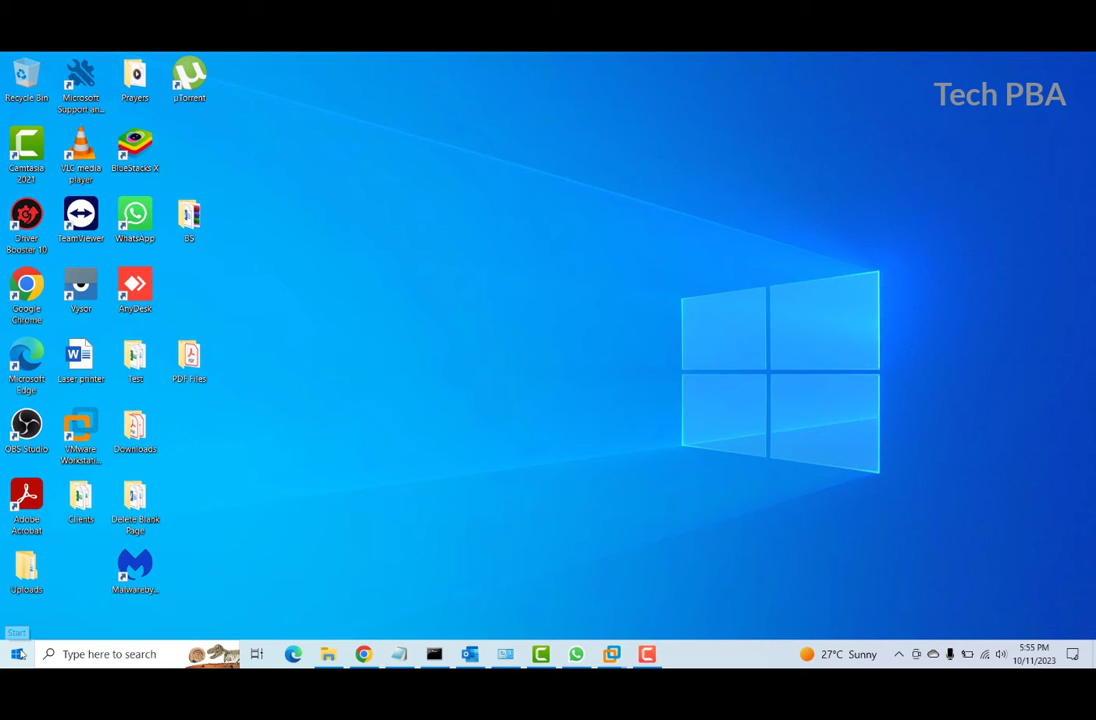 Tech PBA
Recycle Bin
Microsoft
Support an...
Prayers
µTorrent
Camtasia
2021
VLC media
player
BlueStacks X
Driver
Booster 10
TeamViewer
WhatsApp
BS
Google
Chrome
Vysor
AnyDesk
Microsoft
Edge
Laser printer
Test
PDF Files
OBS Studio
VMware
Workstati...
Downloads
Adobe
Acrobat
Clients
Delete Blank
Page
Uploads
Malwareby...
Start
Type here to search
27°C Sunny
5:55 PM
10/11/2023